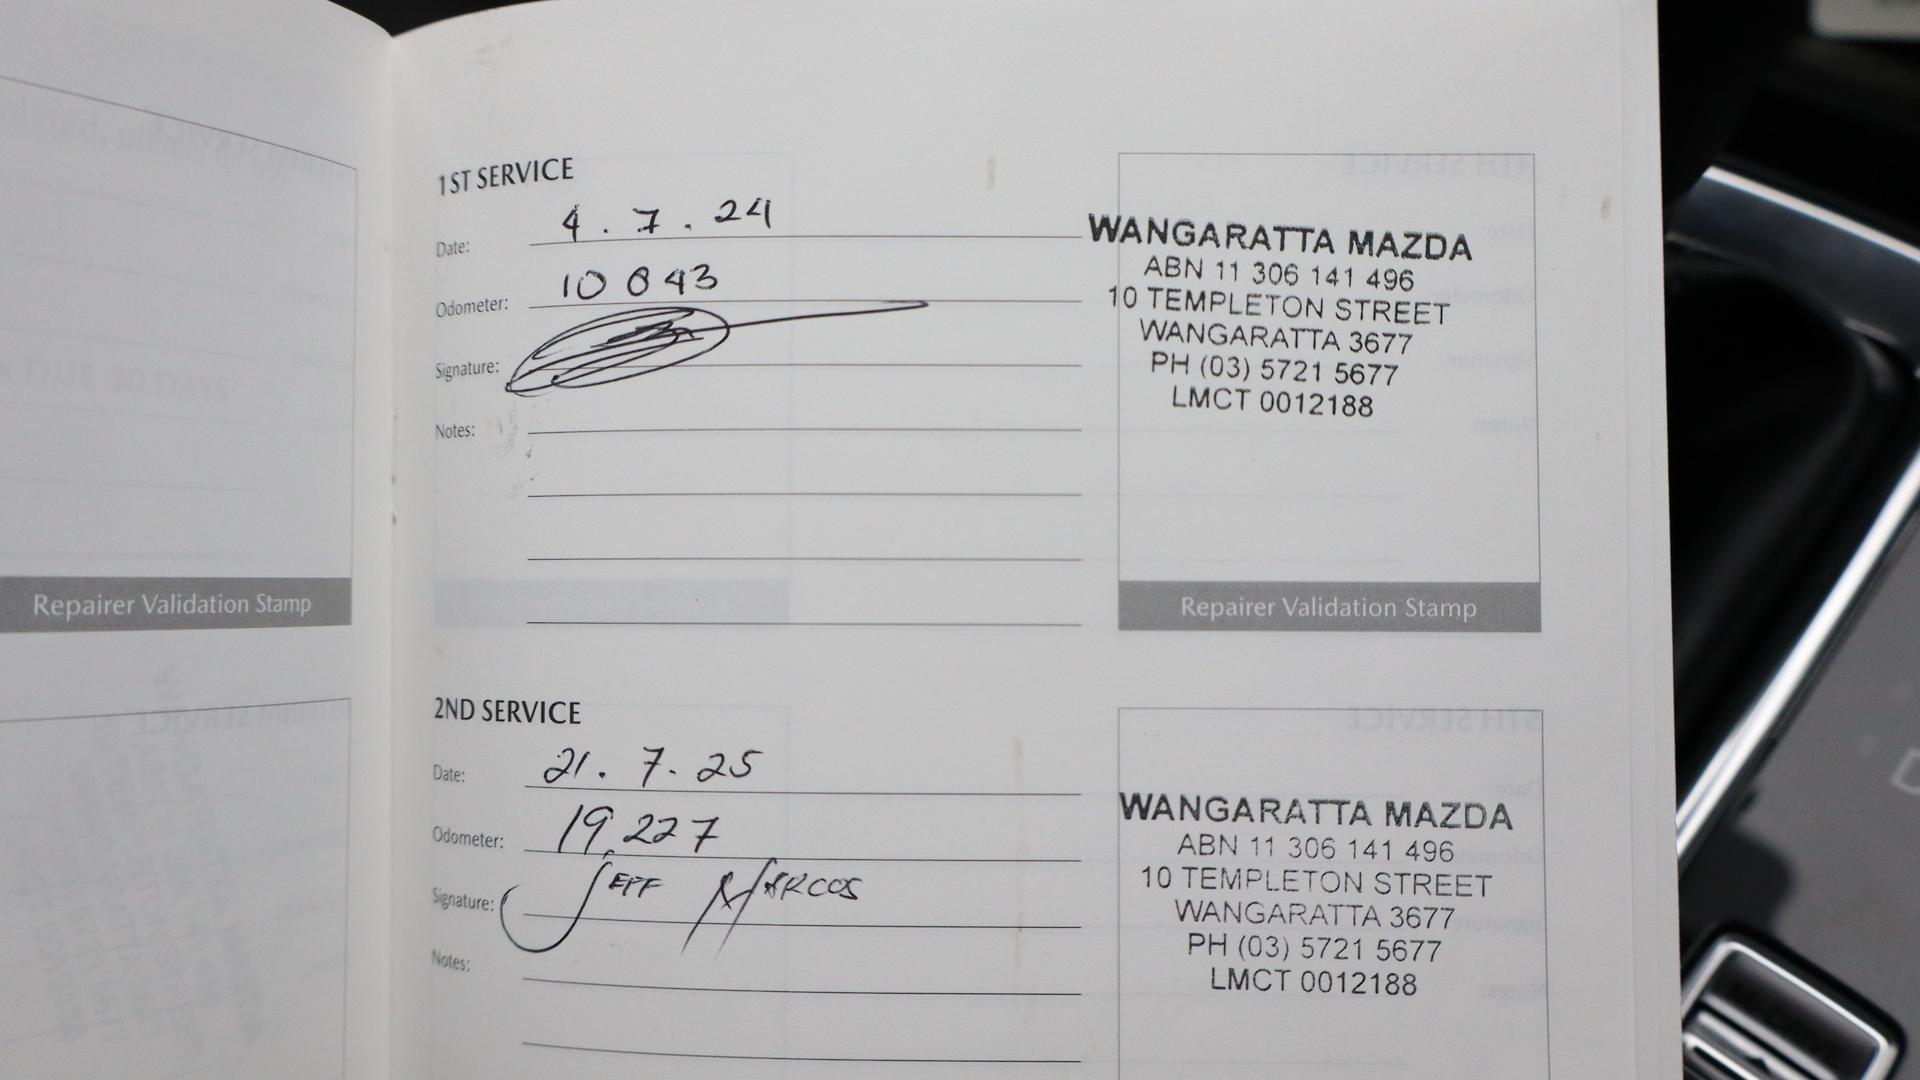 1ST SERVICE
Date: 4 . 7 . 24
Odometer: 10 843
Signature:
Notes:
WANGARATTA MAZDA
ABN 11 306 141 496
10 TEMPLETON STREET
WANGARATTA 3677
PH (03) 5721 5677
LMCT 0012188
Repairer Validation Stamp
Repairer Validation Stamp
2ND SERVICE
Date: 21 . 7 . 25
Odometer: 19,227
Signature: JEFF MARCOS
Notes:
WANGARATTA MAZDA
ABN 11 306 141 496
10 TEMPLETON STREET
WANGARATTA 3677
PH (03) 5721 5677
LMCT 0012188